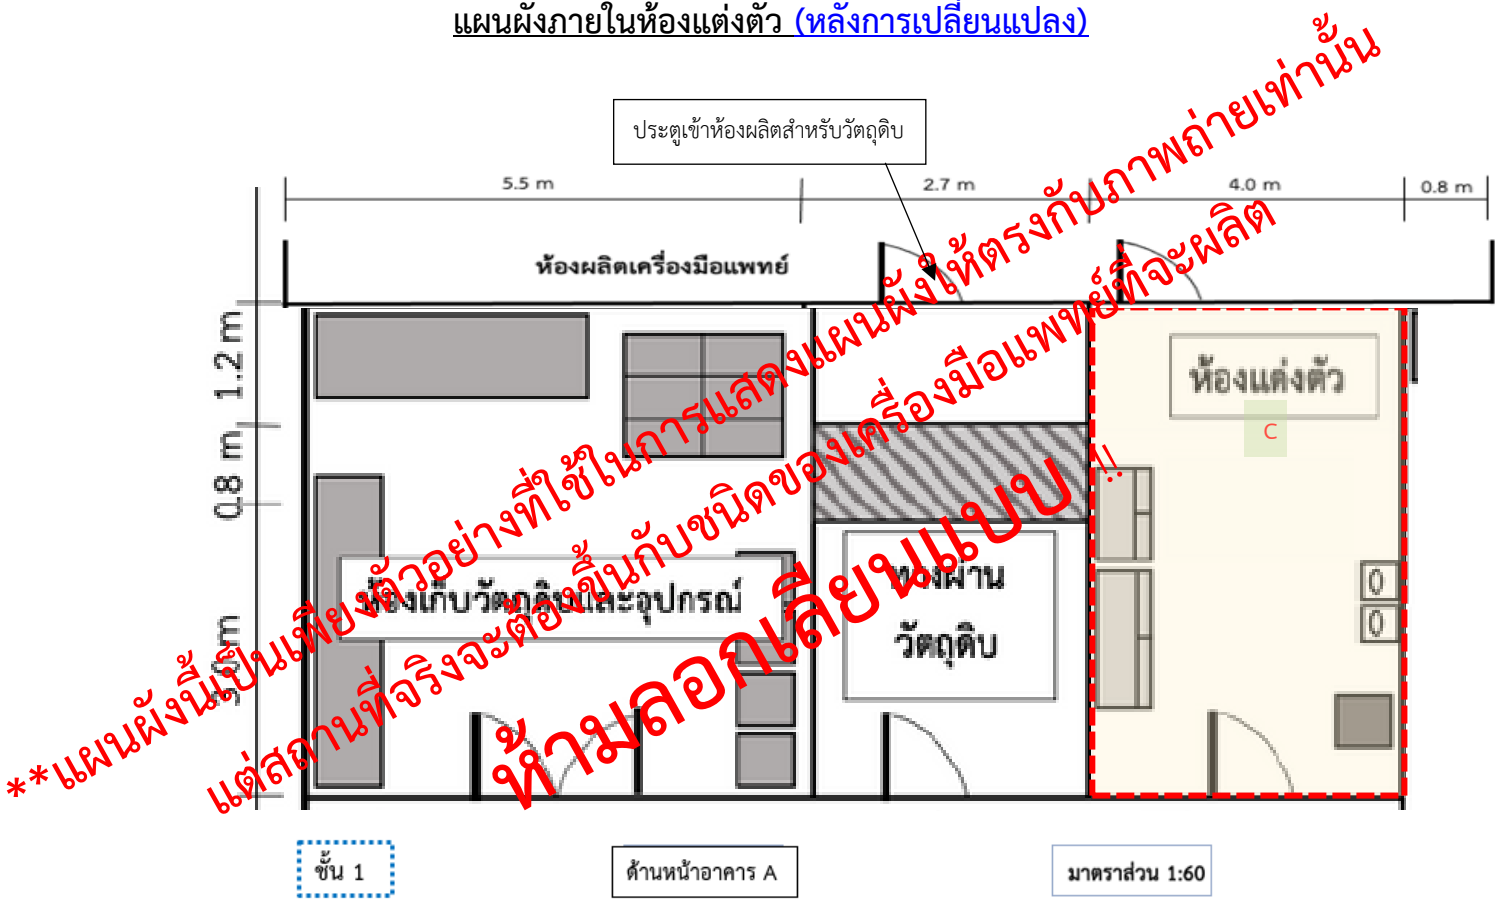 แผนผังภายในห้องแต่งตัว (หลังการเปลี่ยนแปลง)
ประตูเข้าห้องผลิตสำหรับวัตถุดิบ
5.5 m
2.7 m
4.0 m
0.8 m
ห้องผลิตเครื่องมือแพทย์
1.2 m
0.8 m
ห้องแต่งตัว
C
ห้องเก็บวัตถุดิบและอุปกรณ์
ทางผ่าน
วัตถุดิบ
**แผนผังนี้เป็นเพียงตัวอย่างที่ใช้ในการแสดงแผนผังให้ตรงกับภาพถ่ายเท่านั้น
แต่สถานที่จริงจะต้องขึ้นกับชนิดของเครื่องมือแพทย์ที่จะผลิต
ห้ามลอกเลียนแบบ !!
ชั้น 1
ด้านหน้าอาคาร A
มาตราส่วน 1:60